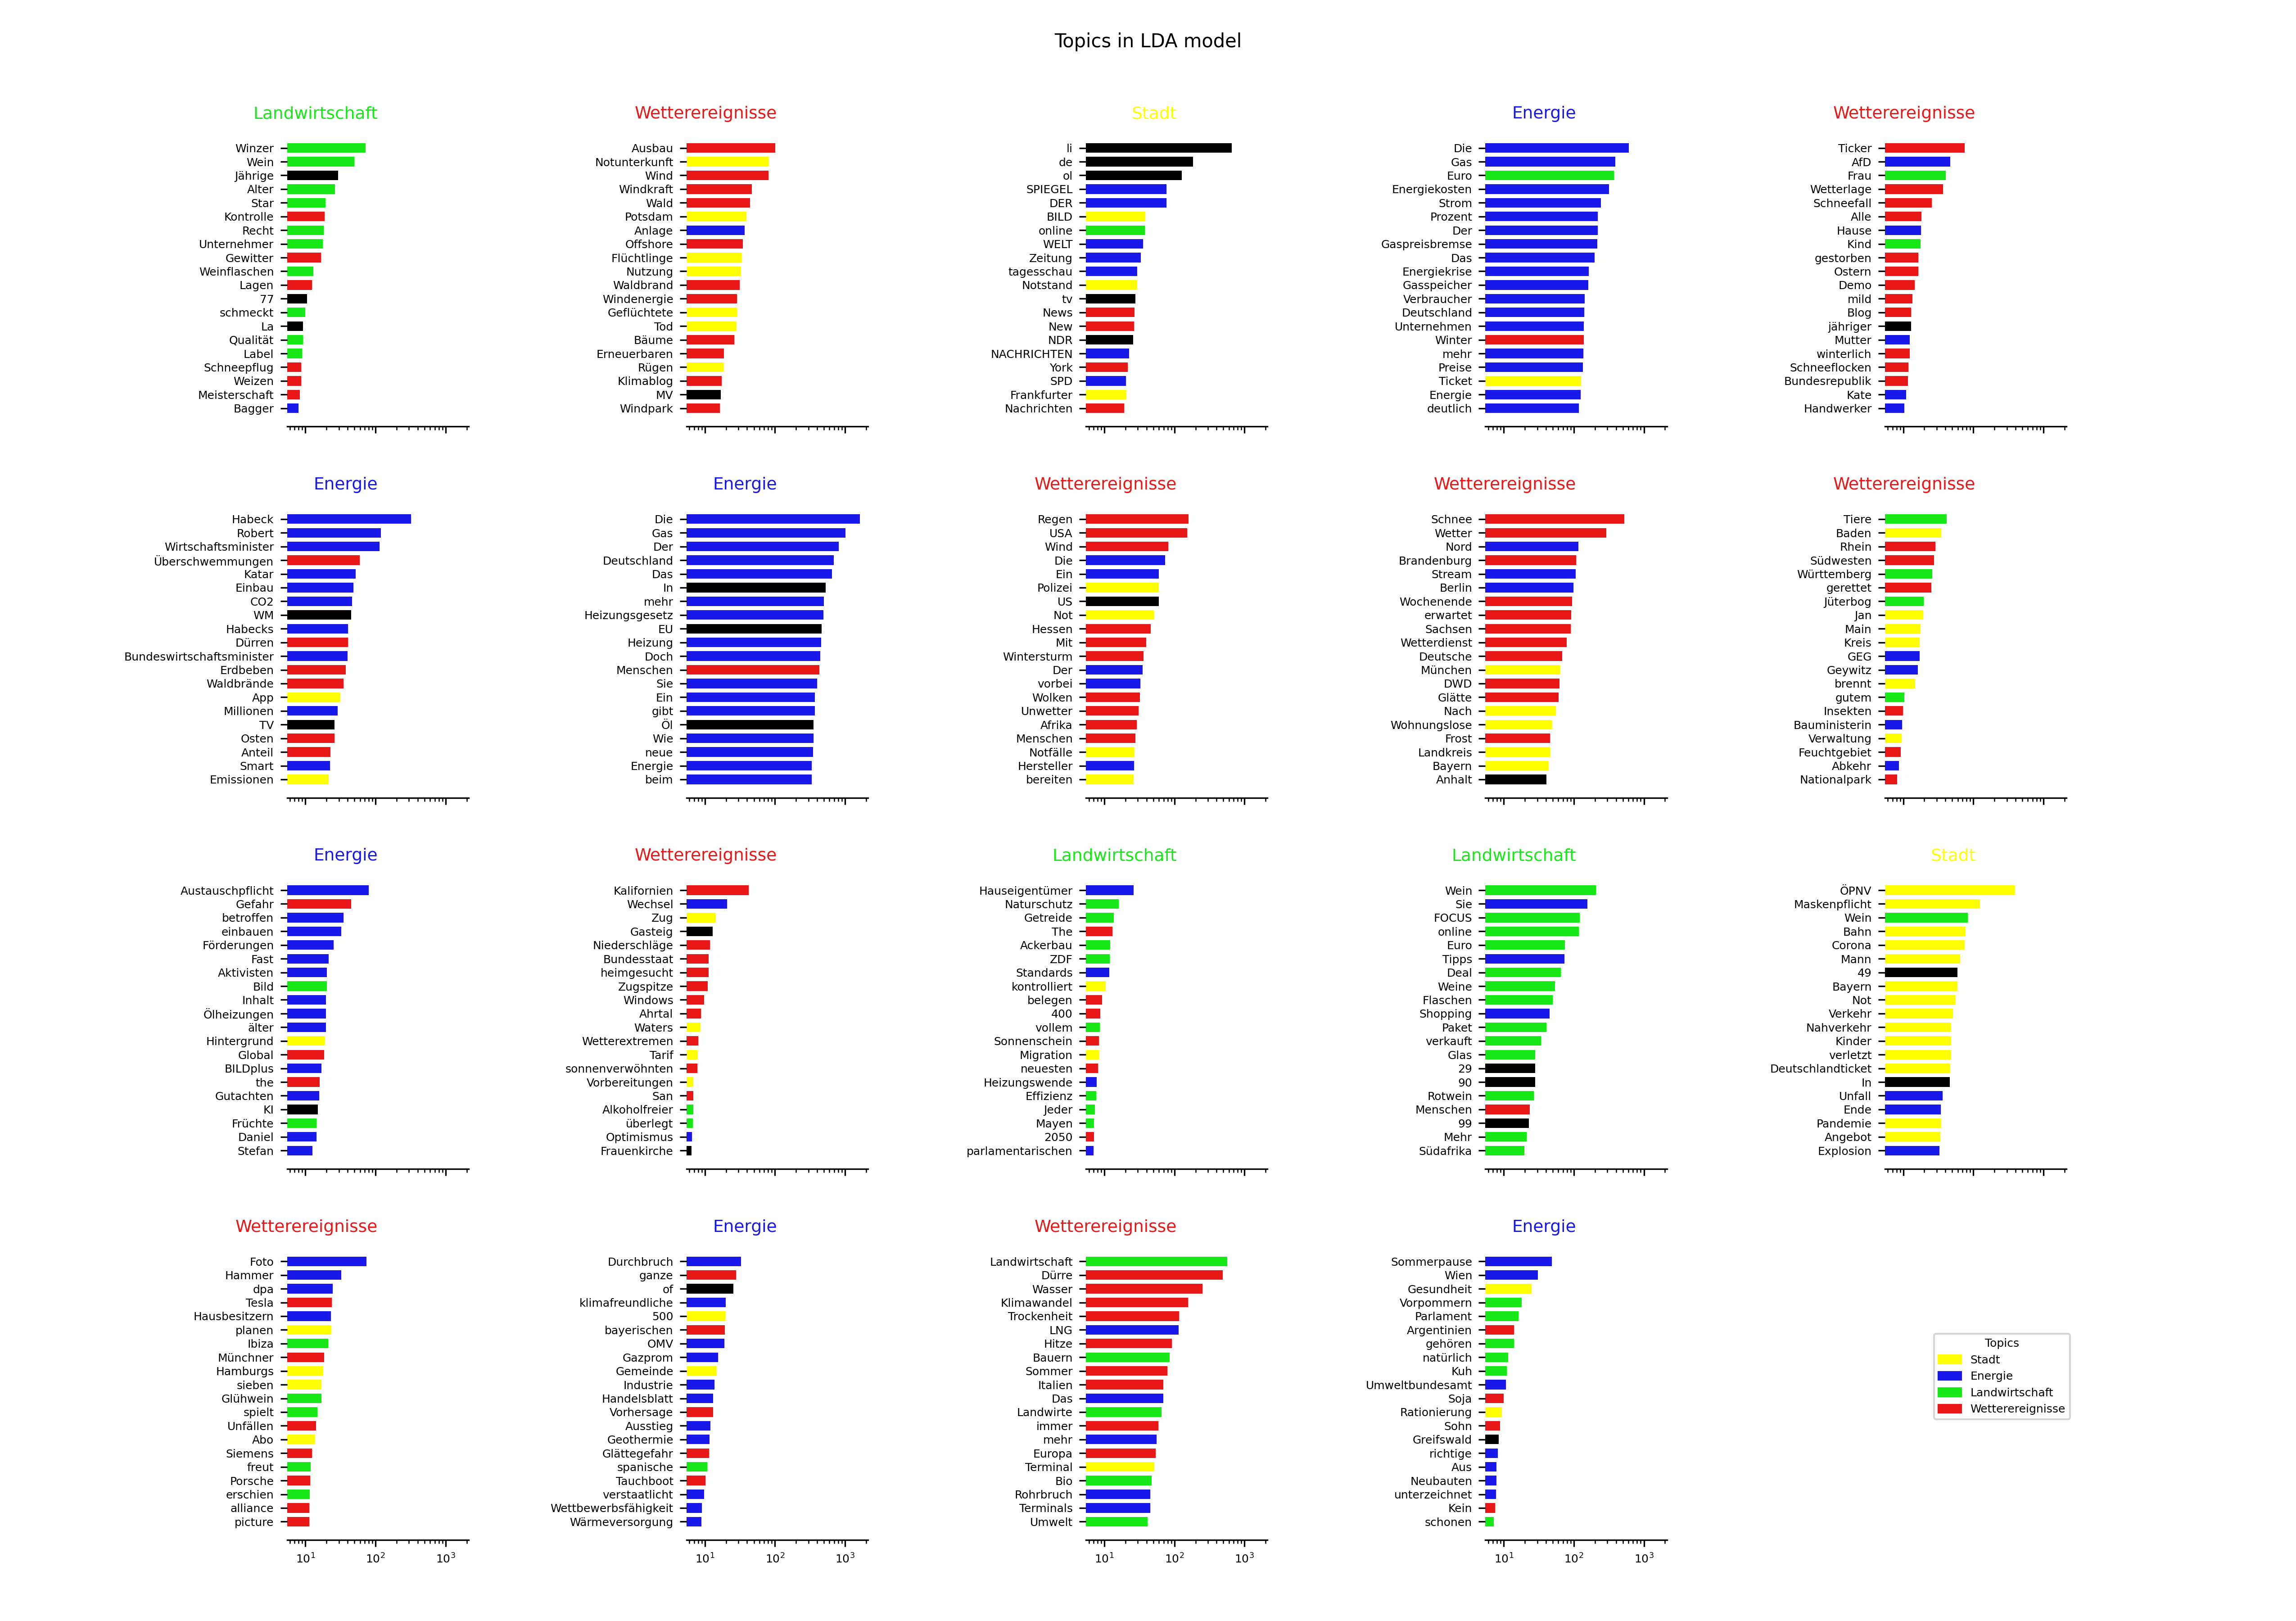 Topics in LDA model
Landwirtschaft
Winzer
Wein
Jährige
Alter
Star
Kontrolle
Recht
Unternehmer
Gewitter
Weinflaschen
Lagen
77
schmeckt
La
Qualität
Label
Schneepflug
Weizen
Meisterschaft
Bagger
Wetterereignisse
Ausbau
Notunterkunft
Wind
Windkraft
Wald
Potsdam
Anlage
Offshore
Flüchtlinge
Nutzung
Waldbrand
Windenergie
Geflüchtete
Tod
Bäume
Erneuerbaren
Rügen
Klimablog
MV
Windpark
Stadt
li
de
ol
SPIEGEL
DER
BILD
online
WELT
Zeitung
tagesschau
Notstand
tv
News
New
NDR
NACHRICHTEN
York
SPD
Frankfurter
Nachrichten
Energie
Die
Gas
Euro
Energiekosten
Strom
Prozent
Der
Gaspreisbremse
Das
Energiekrise
Gasspeicher
Verbraucher
Deutschland
Unternehmen
Winter
mehr
Preise
Ticket
Energie
deutlich
Wetterereignisse
Ticker
AfD
Frau
Wetterlage
Schneefall
Alle
Hause
Kind
gestorben
Ostern
Demo
mild
Blog
jähriger
Mutter
winterlich
Schneeflocken
Bundesrepublik
Kate
Handwerker
Energie
Habeck
Robert
Wirtschaftsminister
Überschwemmungen
Katar
Einbau
CO2
WM
Habecks
Dürren
Bundeswirtschaftsminister
Erdbeben
Waldbrände
App
Millionen
TV
Osten
Anteil
Smart
Emissionen
Energie
Die
Gas
Der
Deutschland
Das
In
mehr
Heizungsgesetz
EU
Heizung
Doch
Menschen
Sie
Ein
gibt
Öl
Wie
neue
Energie
beim
Wetterereignisse
Regen
USA
Wind
Die
Ein
Polizei
US
Not
Hessen
Mit
Wintersturm
Der
vorbei
Wolken
Unwetter
Afrika
Menschen
Notfälle
Hersteller
bereiten
Wetterereignisse
Schnee
Wetter
Nord
Brandenburg
Stream
Berlin
Wochenende
erwartet
Sachsen
Wetterdienst
Deutsche
München
DWD
Glätte
Nach
Wohnungslose
Frost
Landkreis
Bayern
Anhalt
Wetterereignisse
Tiere
Baden
Rhein
Südwesten
Württemberg
gerettet
Jüterbog
Jan
Main
Kreis
GEG
Geywitz
brennt
gutem
Insekten
Bauministerin
Verwaltung
Feuchtgebiet
Abkehr
Nationalpark
Energie
Austauschpflicht
Gefahr
betroffen
einbauen
Förderungen
Fast
Aktivisten
Bild
Inhalt
Ölheizungen
älter
Hintergrund
Global
BILDplus
the
Gutachten
KI
Früchte
Daniel
Stefan
Wetterereignisse
Kalifornien
Wechsel
Zug
Gasteig
Niederschläge
Bundesstaat
heimgesucht
Zugspitze
Windows
Ahrtal
Waters
Wetterextremen
Tarif
sonnenverwöhnten
Vorbereitungen
San
Alkoholfreier
überlegt
Optimismus
Frauenkirche
Landwirtschaft
Hauseigentümer
Naturschutz
Getreide
The
Ackerbau
ZDF
Standards
kontrolliert
belegen
400
vollem
Sonnenschein
Migration
neuesten
Heizungswende
Effizienz
Jeder
Mayen
2050
parlamentarischen
Landwirtschaft
Wein
Sie
FOCUS
online
Euro
Tipps
Deal
Weine
Flaschen
Shopping
Paket
verkauft
Glas
29
90
Rotwein
Menschen
99
Mehr
Südafrika
Stadt
ÖPNV
Maskenpflicht
Wein
Bahn
Corona
Mann
49
Bayern
Not
Verkehr
Nahverkehr
Kinder
verletzt
Deutschlandticket
In
Unfall
Ende
Pandemie
Angebot
Explosion
Wetterereignisse
Foto
Hammer
dpa
Tesla
Hausbesitzern
planen
Ibiza
Münchner
Hamburgs
sieben
Glühwein
spielt
Unfällen
Abo
Siemens
freut
Porsche
erschien
alliance
picture
10¹ 10² 10³
Energie
Durchbruch
ganze
of
klimafreundliche
500
bayerischen
OMV
Gazprom
Gemeinde
Industrie
Handelsblatt
Vorhersage
Ausstieg
Geothermie
Glättegefahr
spanische
Tauchboot
verstaatlicht
Wettbewerbsfähigkeit
Wärmeversorgung
10¹ 10² 10³
Wetterereignisse
Landwirtschaft
Dürre
Wasser
Klimawandel
Trockenheit
LNG
Hitze
Bauern
Sommer
Italien
Das
Landwirte
immer
mehr
Europa
Terminal
Bio
Rohrbruch
Terminals
Umwelt
10¹ 10² 10³
Energie
Sommerpause
Wien
Gesundheit
Vorpommern
Parlament
Argentinien
gehören
natürlich
Kuh
Umweltbundesamt
Soja
Rationierung
Sohn
Greifswald
richtige
Aus
Neubauten
unterzeichnet
Kein
schonen
10¹ 10² 10³
Topics
Stadt
Energie
Landwirtschaft
Wetterereignisse